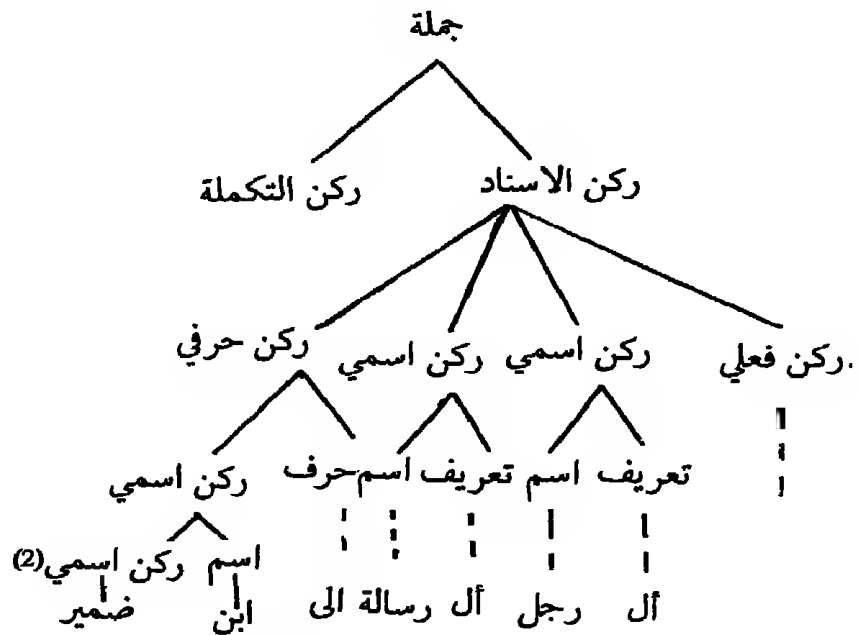 جملة
ركن الاسناد ركن التكملة
ركن فعلي ركن اسمي ركن اسمي ركن حرفي
تعريف اسم تعريف اسم حرف ركن اسمي
اسم ركن اسمي(2)
أل رجل أل رسالة الى ابن ضمير